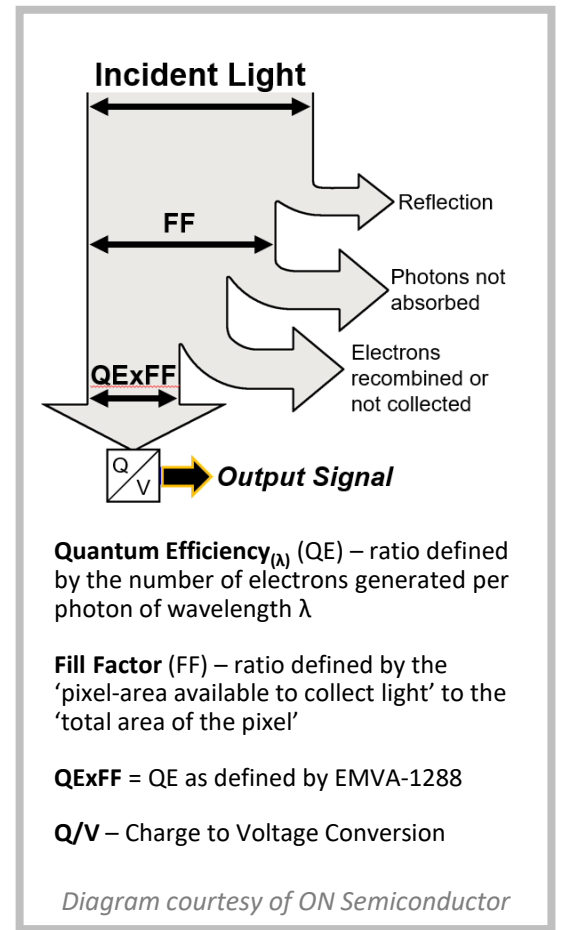 Incident Light
Reflection
FF
Photons not
absorbed
Electrons
recombined or
not collected
QExFF
Q
V
Output Signal
Quantum Efficiency(λ) (QE) – ratio defined
by the number of electrons generated per
photon of wavelength λ
Fill Factor (FF) – ratio defined by the
‘pixel-area available to collect light’ to the
‘total area of the pixel’
QExFF = QE as defined by EMVA-1288
Q/V – Charge to Voltage Conversion
Diagram courtesy of ON Semiconductor